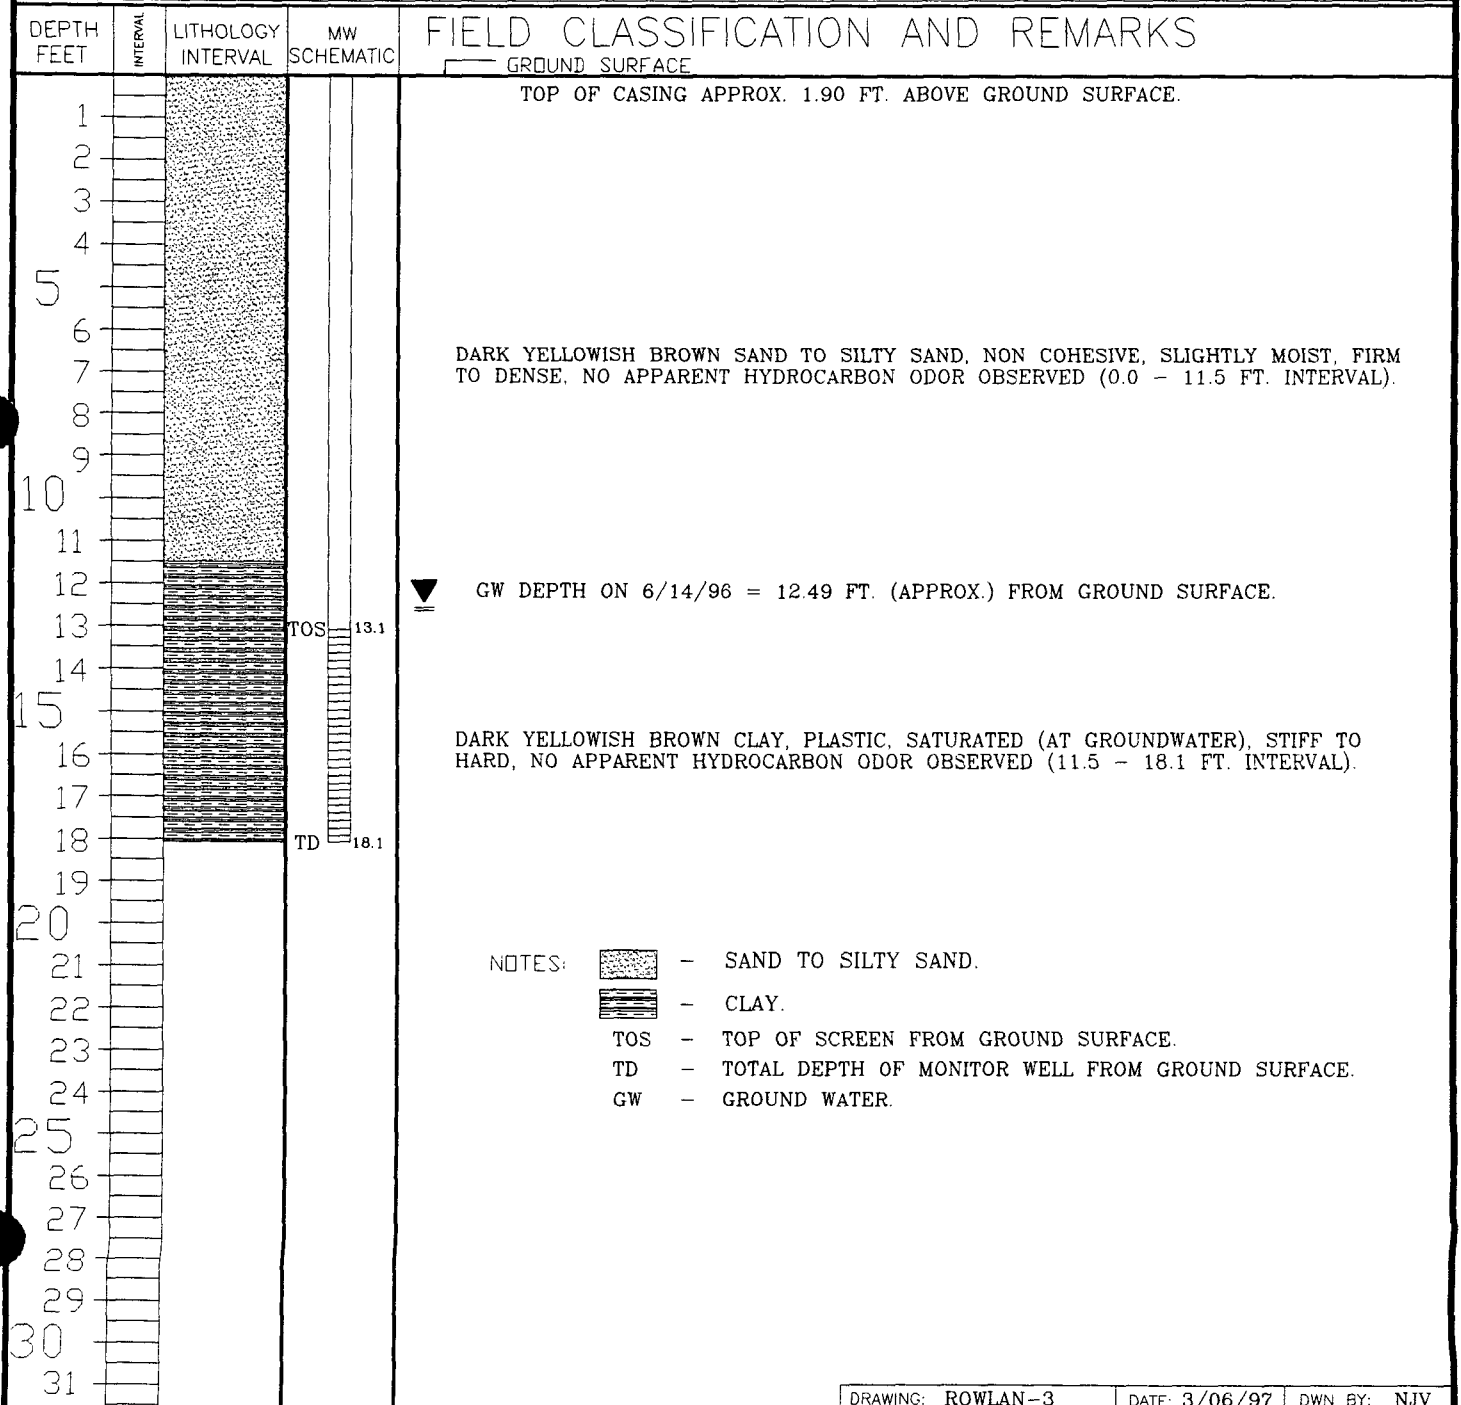 DEPTH FEET
INTERVAL
LITHOLOGY INTERVAL
MW SCHEMATIC
FIELD CLASSIFICATION AND REMARKS
GROUND SURFACE
TOP OF CASING APPROX. 1.90 FT. ABOVE GROUND SURFACE.
1
2
3
4
5
6
DARK YELLOWISH BROWN SAND TO SILTY SAND, NON COHESIVE, SLIGHTLY MOIST, FIRM
TO DENSE, NO APPARENT HYDROCARBON ODOR OBSERVED (0.0 - 11.5 FT. INTERVAL).
7
8
9
10
11
12
GW DEPTH ON 6/14/96 = 12.49 FT. (APPROX.) FROM GROUND SURFACE.
13
TOS 13.1
14
15
DARK YELLOWISH BROWN CLAY, PLASTIC, SATURATED (AT GROUNDWATER), STIFF TO
HARD, NO APPARENT HYDROCARBON ODOR OBSERVED (11.5 - 18.1 FT. INTERVAL).
16
17
18
TD 18.1
19
20
21
NOTES: - SAND TO SILTY SAND.
22
- CLAY.
23
TOS - TOP OF SCREEN FROM GROUND SURFACE.
TD - TOTAL DEPTH OF MONITOR WELL FROM GROUND SURFACE.
24
GW - GROUND WATER.
25
26
27
28
29
30
31
DRAWING: ROWLAN-3 DATE: 3/06/97 DWN BY: NJV